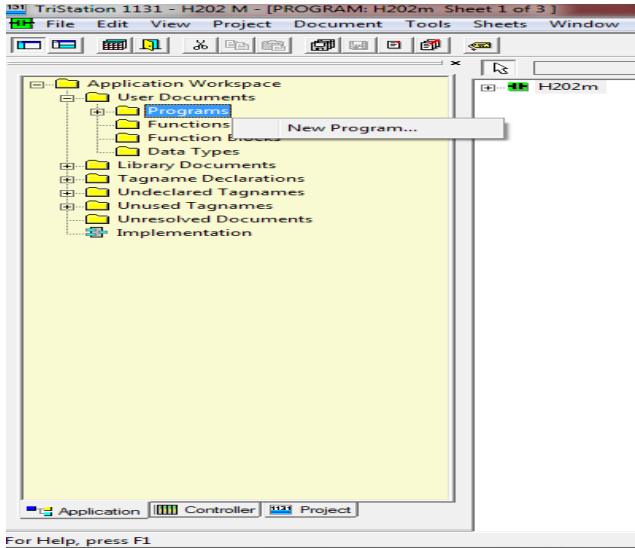 TriStation 1131 - H202 M - [PROGRAM: H202m Sheet 1 of 3 ]
File Edit View Project Document Tools Sheets Window
Application Workspace
H202m
User Documents
Programs
Functions
New Program...
Function Blocks
Data Types
Library Documents
Tagname Declarations
Undeclared Tagnames
Unused Tagnames
Unresolved Documents
Implementation
Application Controller Project
For Help, press F1